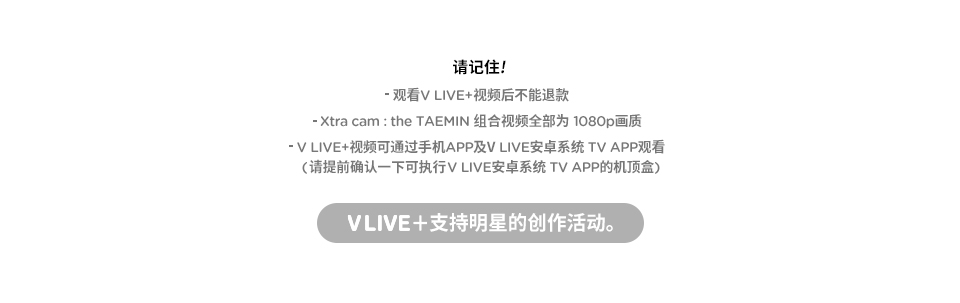 请记住!
- 观看V LIVE+视频后不能退款
- Xtra cam : the TAEMIN 组合视频全部为 1080p画质
- V LIVE+视频可通过手机APP及V LIVE安卓系统 TV APP观看
(请提前确认一下可执行V LIVE安卓系统 TV APP的机顶盒)
V LIVE+支持明星的创作活动。